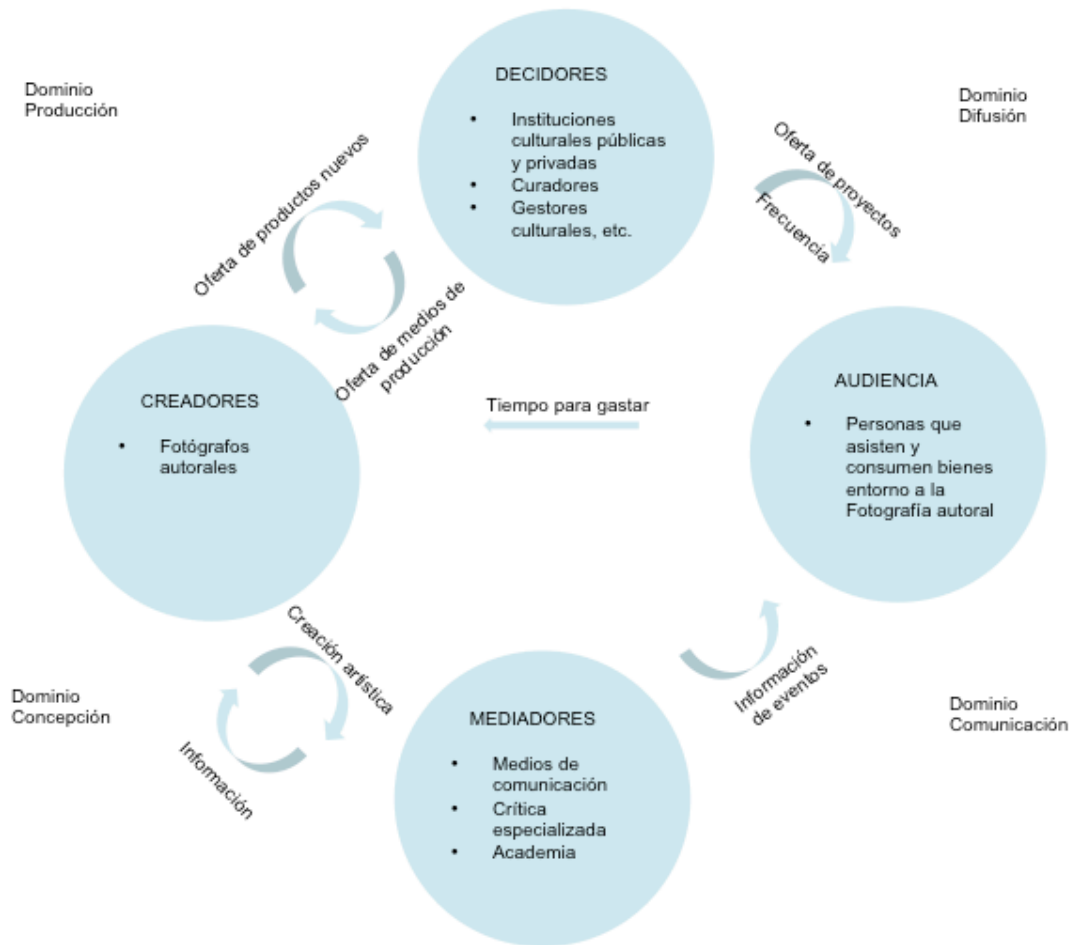 DECIDORES
• Instituciones
culturales públicas
y privadas
• Curadores
• Gestores
culturales, etc.
Dominio
Producción
Dominio
Difusión
Oferta de productos nuevos
Oferta de medios de
producción
Oferta de proyectos
Frecuencia
CREADORES
• Fotógrafos
autorales
Tiempo para gastar
AUDIENCIA
• Personas que
asisten y
consumen bienes
entorno a la
Fotografía autoral
Creación artística
Información
Dominio
Concepción
MEDIADORES
• Medios de
comunicación
• Crítica
especializada
• Academia
Información
de eventos
Dominio
Comunicación